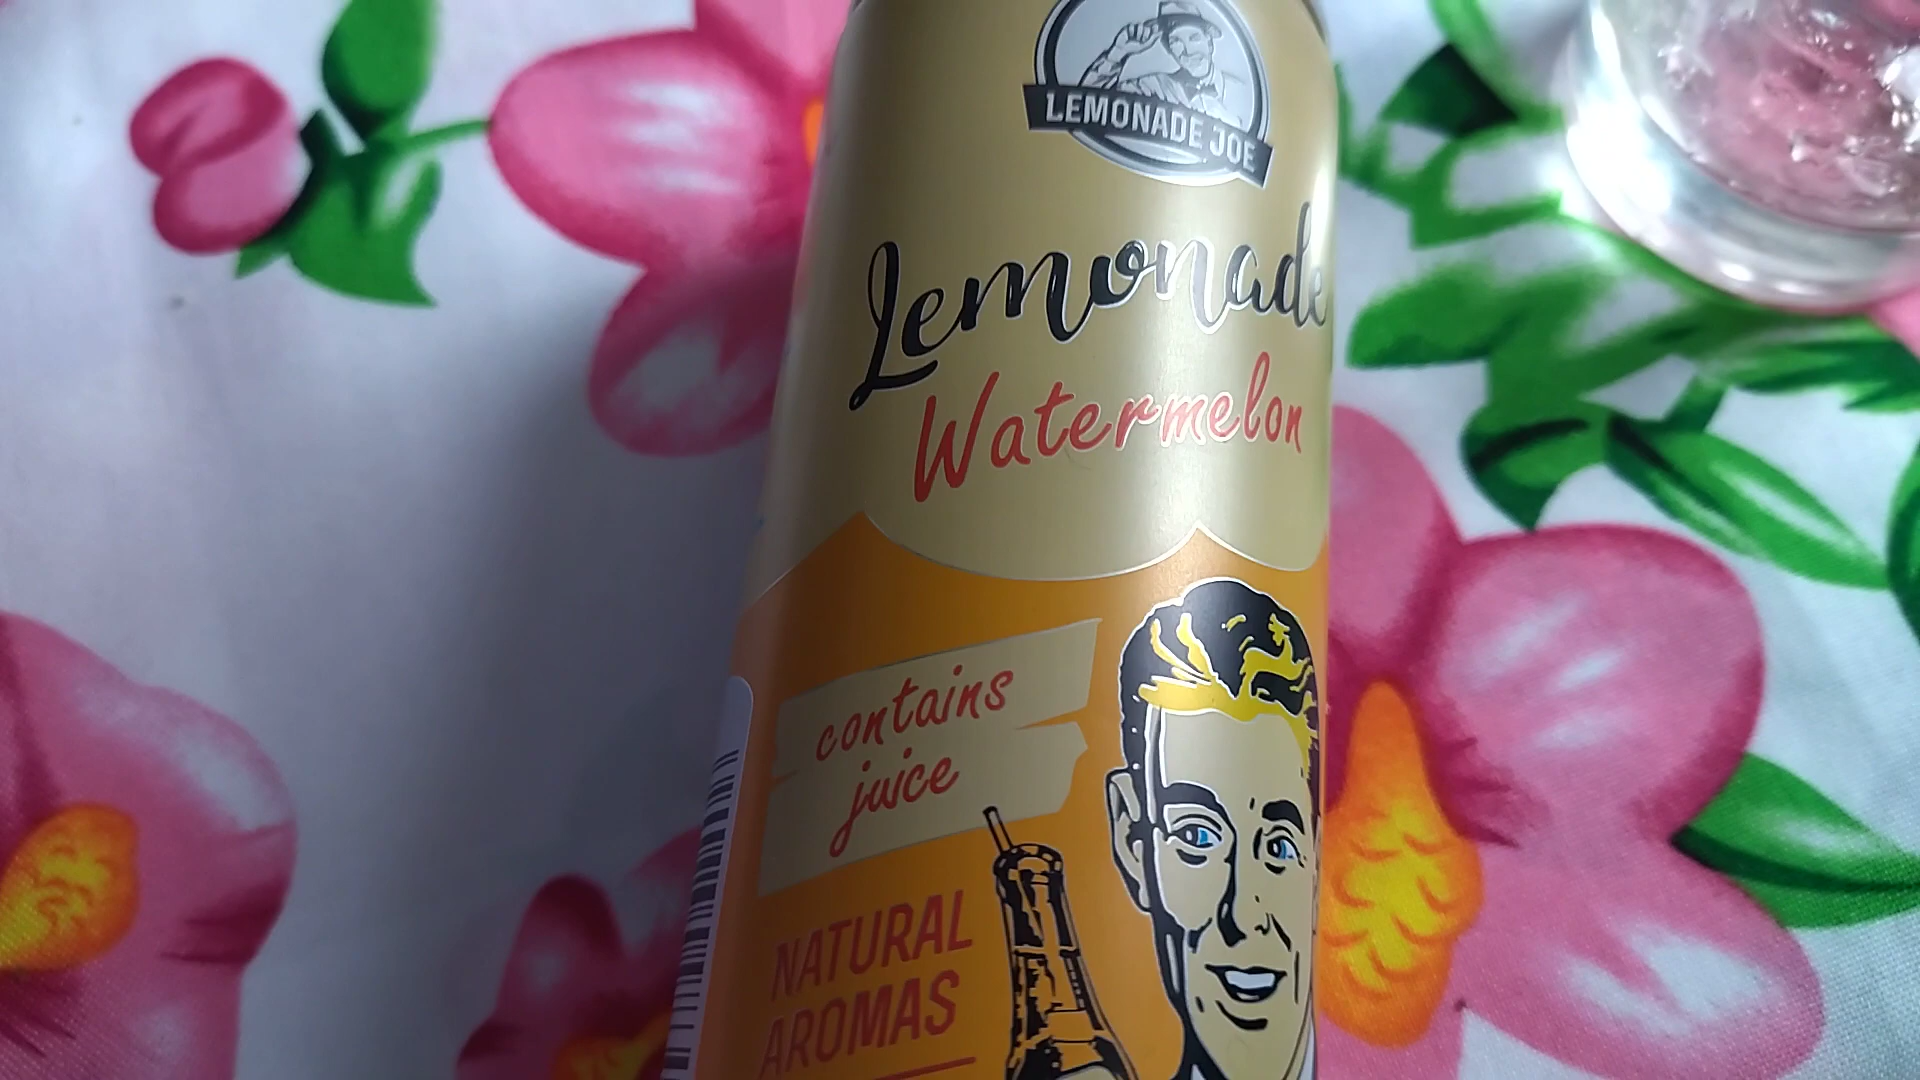 LEMONADE JOE
Lemonade
Watermelon
contains
juice
NATURAL
AROMAS